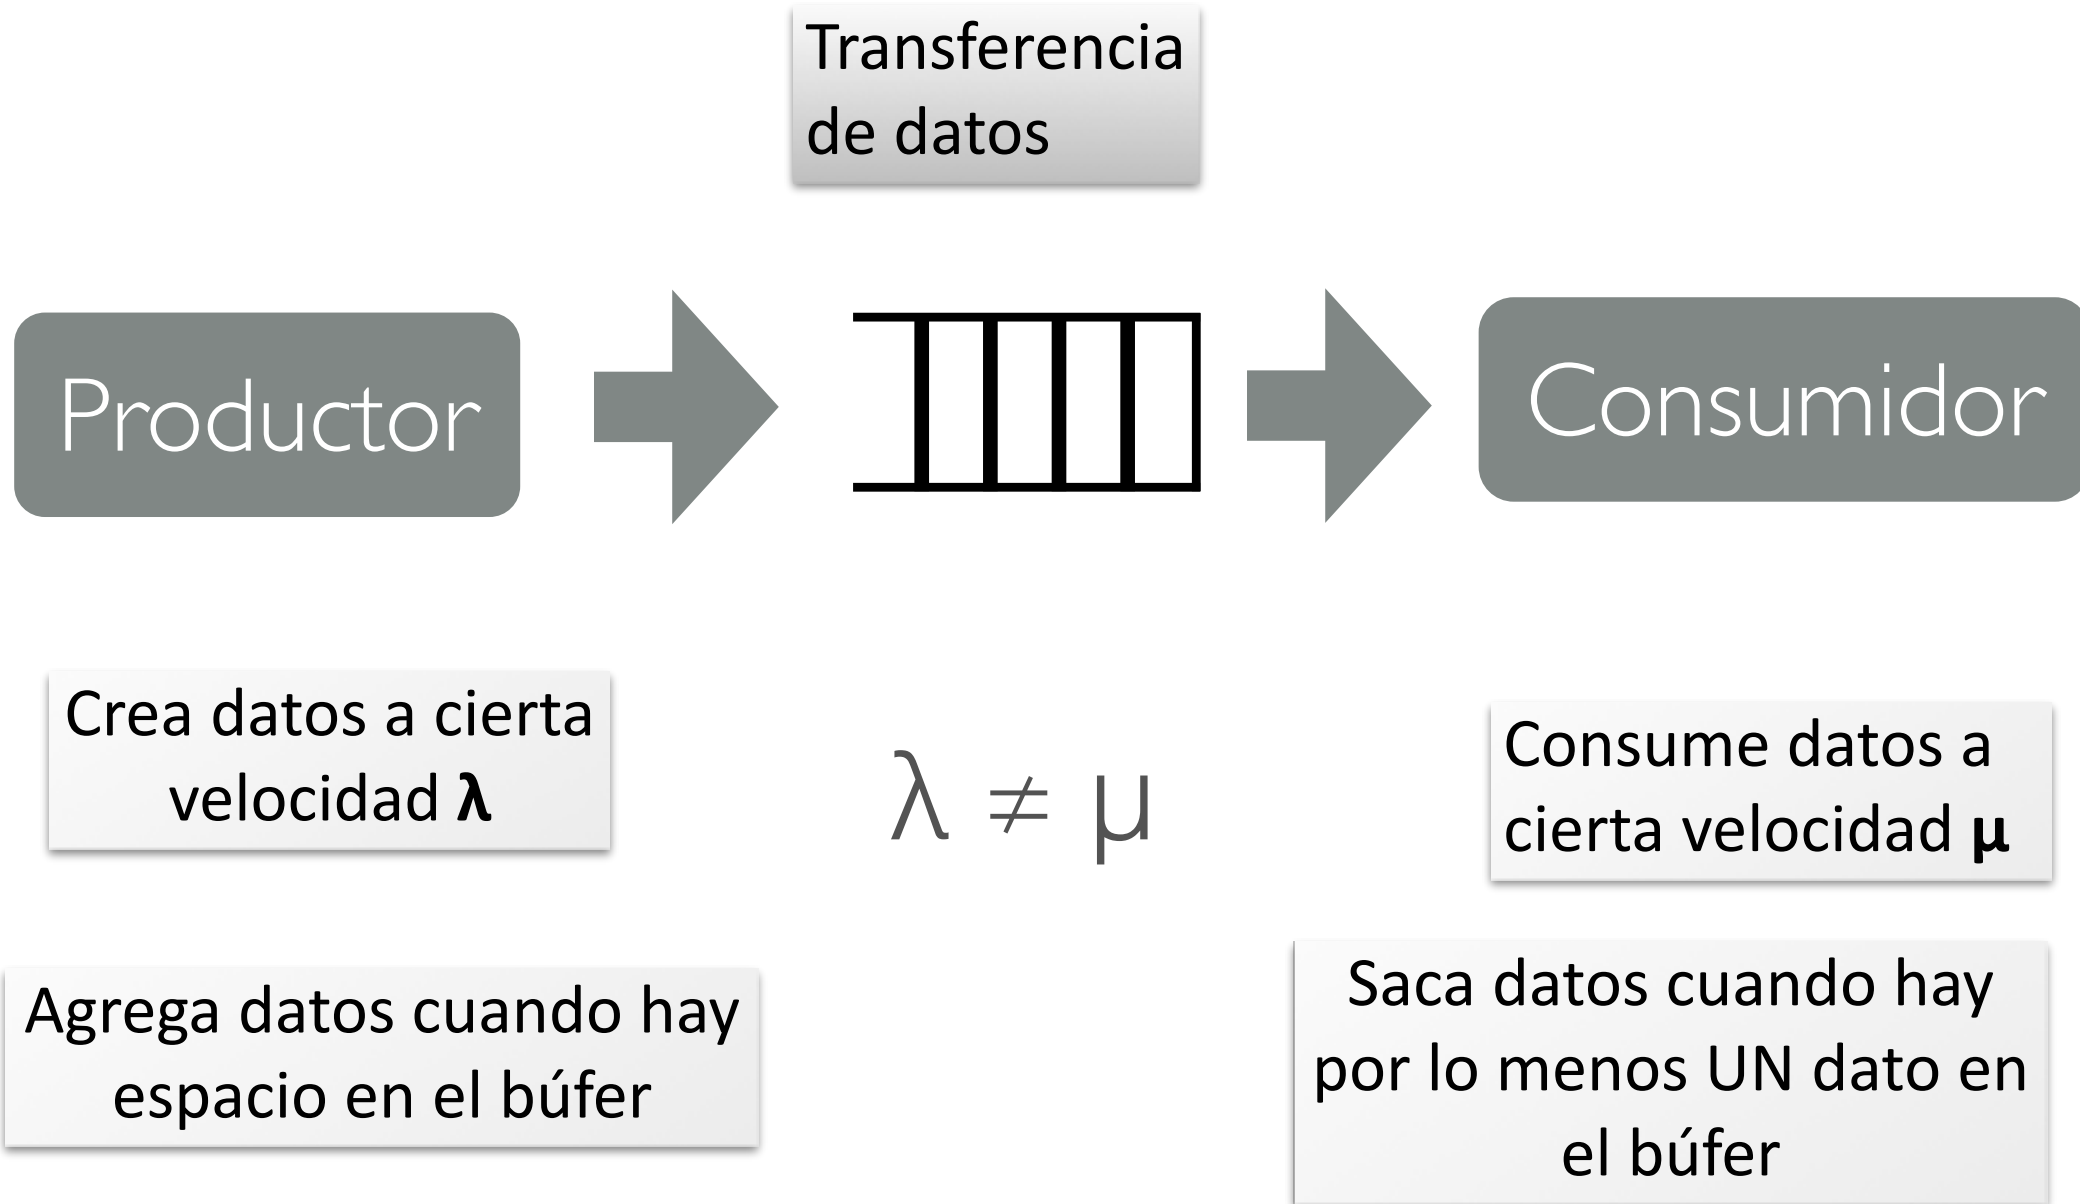 Transferencia
de datos
Productor
Consumidor
Crea datos a cierta
velocidad λ
λ ≠ μ
Consume datos a
cierta velocidad μ
Agrega datos cuando hay
espacio en el búfer
Saca datos cuando hay
por lo menos UN dato en
el búfer